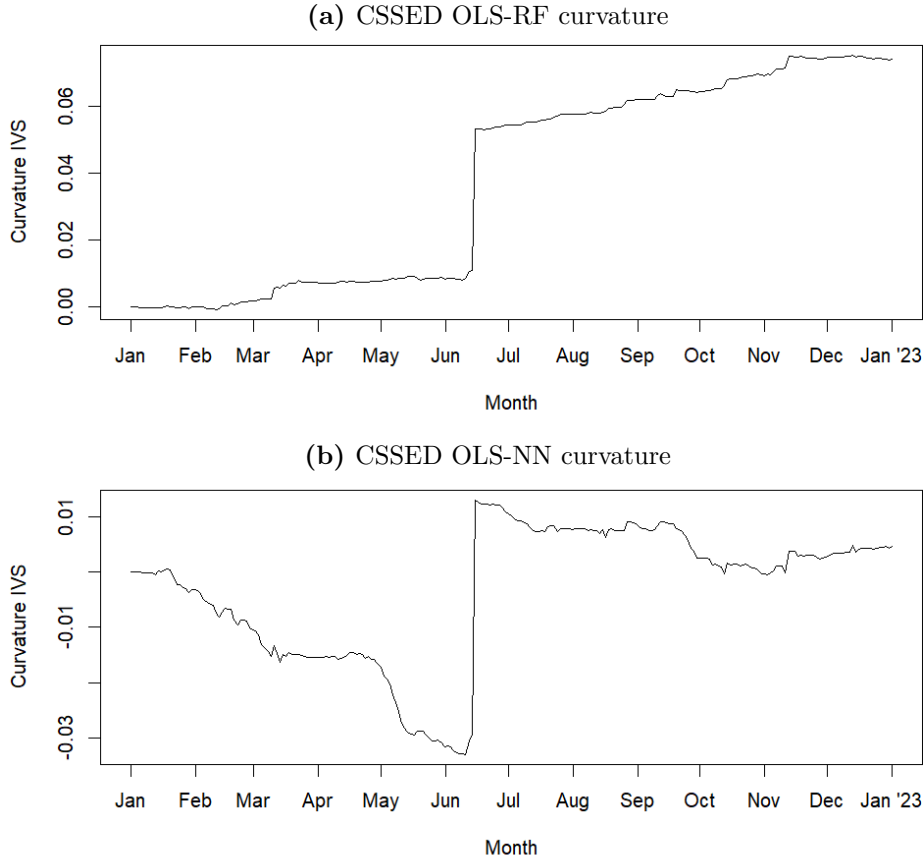 (a) CSSED OLS-RF curvature
Curvature IVS
0.06
0.04
0.02
0.00
Jan Feb Mar Apr May Jun Jul Aug Sep Oct Nov Dec Jan '23
Month
(b) CSSED OLS-NN curvature
Curvature IVS
0.01
-0.01
-0.03
Jan Feb Mar Apr May Jun Jul Aug Sep Oct Nov Dec Jan '23
Month